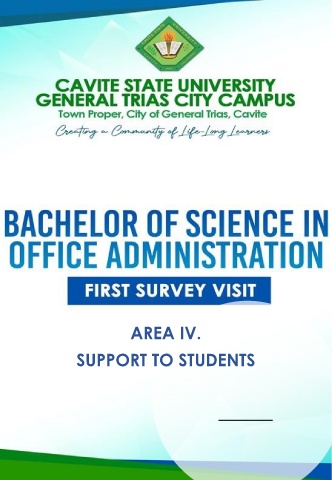 CAVITE STATE UNIVERSITY
GENERAL TRIAS CITY CAMPUS
Town Proper, City of General Trias, Cavite
Creating a Community of Life-Long Learners
BACHELOR OF SCIENCE IN
OFFICE ADMINISTRATION
FIRST SURVEY VISIT
AREA IV.
SUPPORT TO STUDENTS